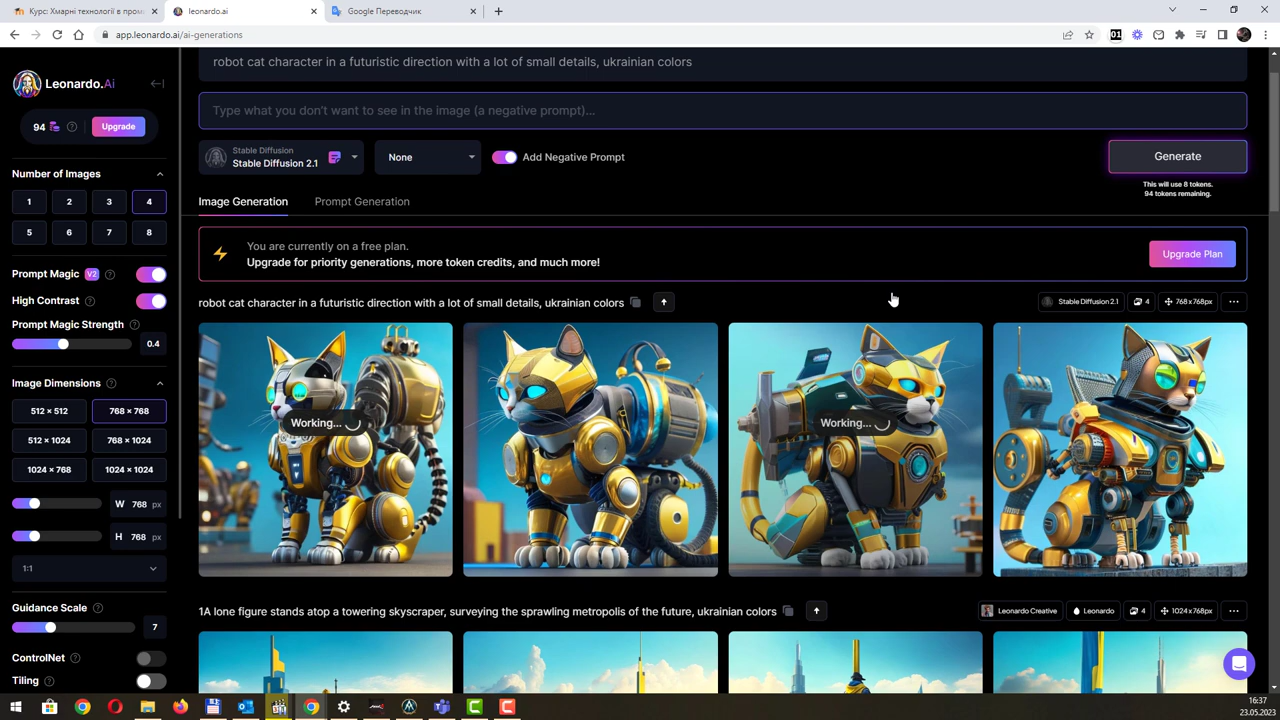 Курс: Хмарні технології в пром
leonardo.ai
Google Переводчик
app.leonardo.ai/ai-generations
01
Leonardo.Ai
94
Upgrade
Number of Images
1 2 3 4
5 6 7 8
Prompt Magic V2
High Contrast
Prompt Magic Strength
0.4
Image Dimensions
512 × 512 768 × 768
512 × 1024 768 × 1024
1024 × 768 1024 × 1024
W 768 px
H 768 px
1:1
Guidance Scale
7
ControlNet
Tiling
robot cat character in a futuristic direction with a lot of small details, ukrainian colors
Type what you don't want to see in the image (a negative prompt)...
Stable Diffusion
Stable Diffusion 2.1
None
Add Negative Prompt
Generate
This will use 8 tokens.
94 tokens remaining.
Image Generation Prompt Generation
You are currently on a free plan.
Upgrade for priority generations, more token credits, and much more!
Upgrade Plan
robot cat character in a futuristic direction with a lot of small details, ukrainian colors
Stable Diffusion 2.1 4 768 x 768px
Working...
Working...
1A lone figure stands atop a towering skyscraper, surveying the sprawling metropolis of the future, ukrainian colors
Leonardo Creative Leonardo 4 1024 x 768px
16:37
23.05.2023